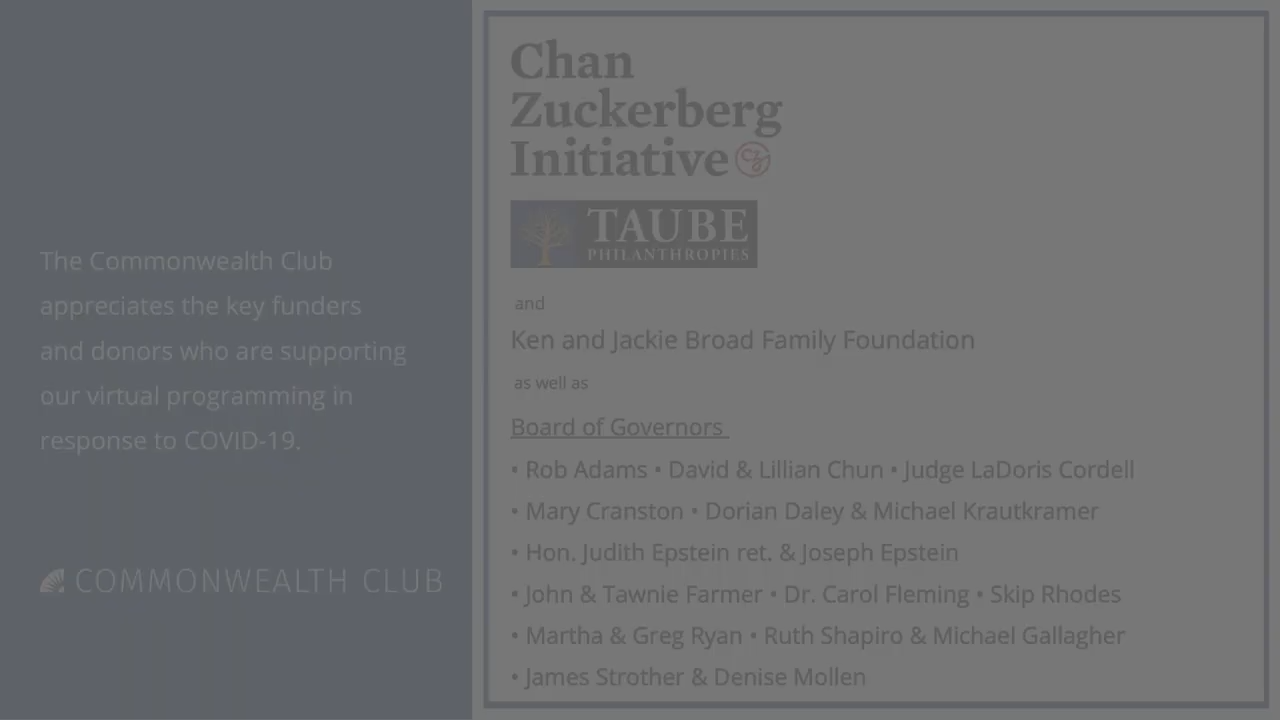 The Commonwealth Club
appreciates the key funders
and donors who are supporting
our virtual programming in
response to COVID-19.
COMMONWEALTH CLUB
Chan
Zuckerberg
Initiative cz
TAUBE
PHILANTHROPIES
and
Ken and Jackie Broad Family Foundation
as well as
Board of Governors
• Rob Adams • David & Lillian Chun • Judge LaDoris Cordell
• Mary Cranston • Dorian Daley & Michael Krautkramer
• Hon. Judith Epstein ret. & Joseph Epstein
• John & Tawnie Farmer • Dr. Carol Fleming • Skip Rhodes
• Martha & Greg Ryan • Ruth Shapiro & Michael Gallagher
• James Strother & Denise Mollen